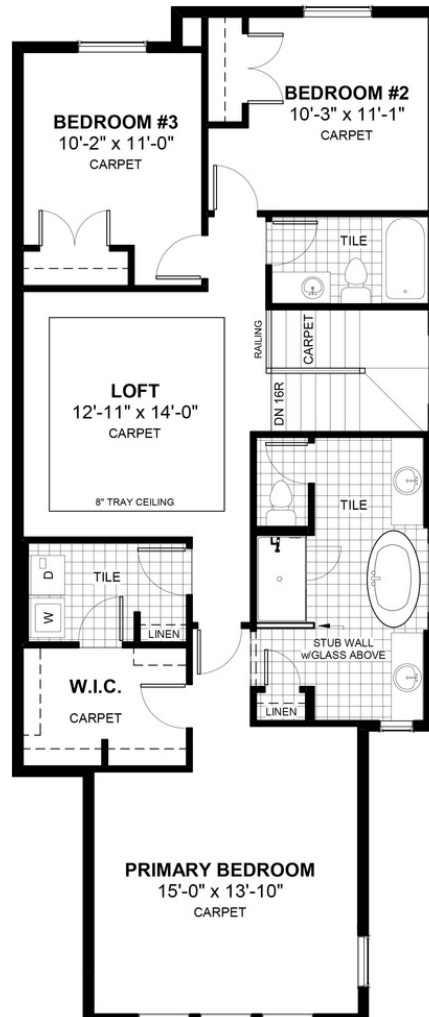 BEDROOM #3
10'-2" x 11'-0"
CARPET
BEDROOM #2
10'-3" x 11'-1"
CARPET
TILE
RAILING
CARPET
DN 16R
LOFT
12'-11" x 14'-0"
CARPET
8" TRAY CEILING
TILE
D
W
TILE
LINEN
STUB WALL
w/GLASS ABOVE
W.I.C.
CARPET
LINEN
PRIMARY BEDROOM
15'-0" x 13'-10"
CARPET